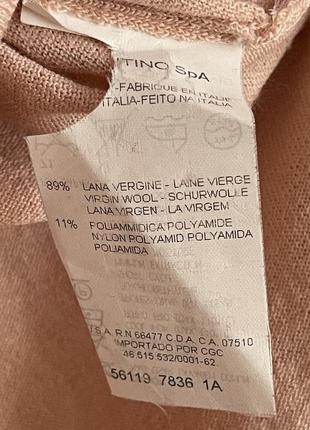 TINO SpA
-FABRIQUE EN ITALIE
ITALIA-FEITO NA ITALIA
89% LANA VERGINE - LAINE VIERGE
VIRGIN WOOL - SCHURWOLLE
LANA VIRGEN - LA VIRGEM
11% POLIAMMIDICA POLYAMIDE
NYLON POLYAMID POLYAMIDA
POLIAMIDA
U.S.A. R.N 66477 C.D.A. C.A. 07510
IMPORTADO POR CGC
46.515.532/0001-62
56119 7836 1A